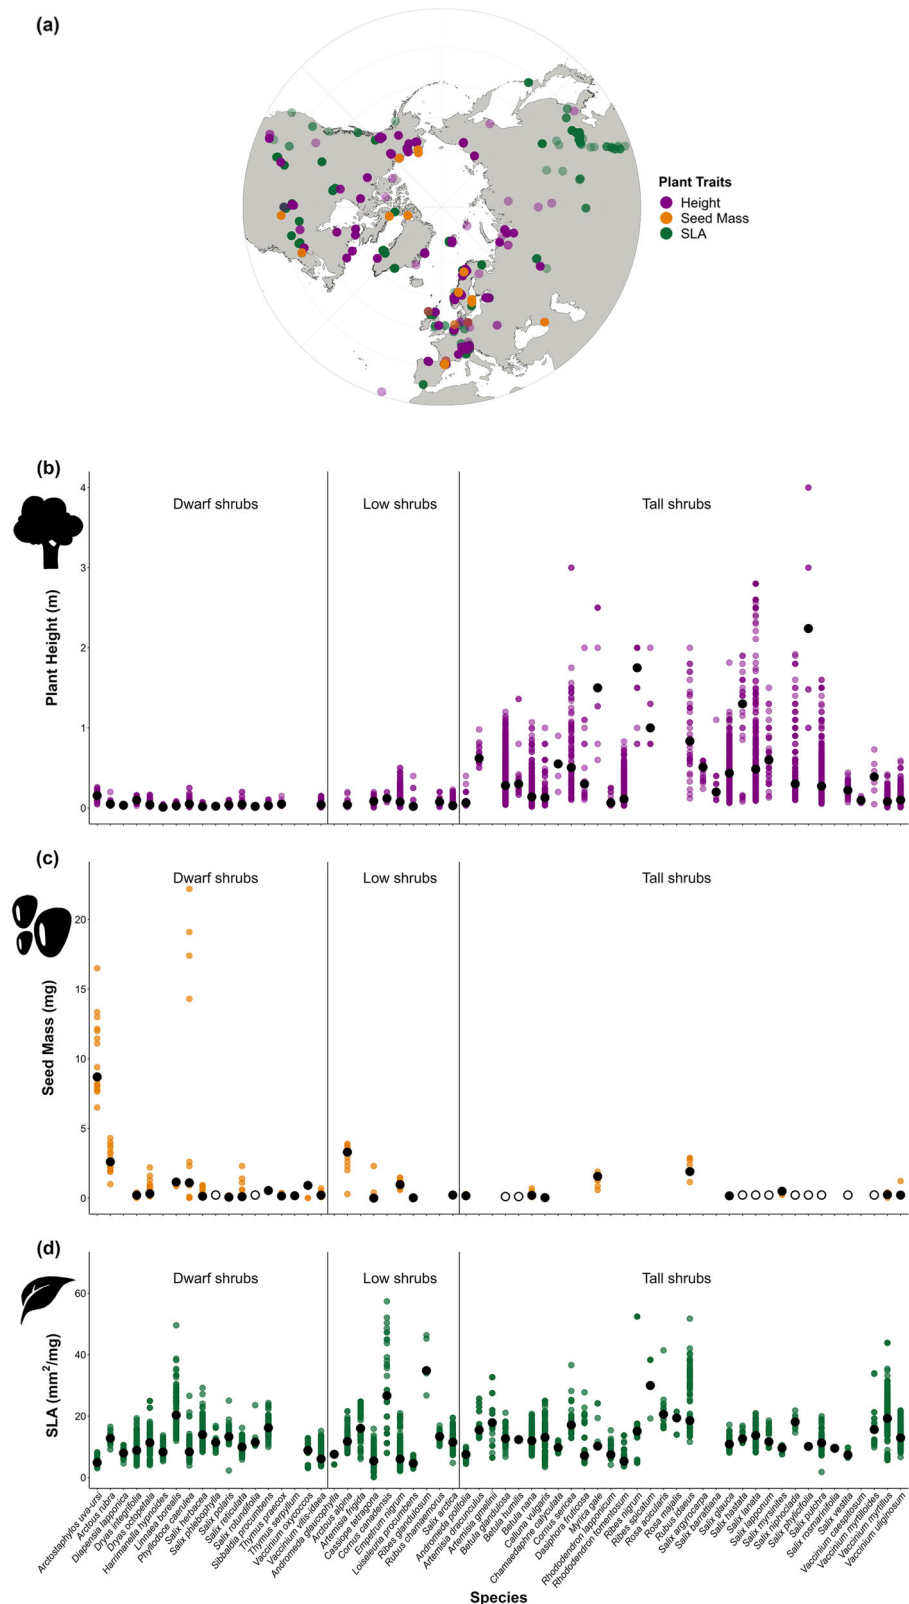 (a)
Plant Traits
Height
Seed Mass
SLA
(b)
Dwarf shrubs
Low shrubs
Tall shrubs
Plant Height (m)
4
3
2
1
0
(c)
Dwarf shrubs
Low shrubs
Tall shrubs
Seed Mass (mg)
20
15
10
5
0
(d)
Dwarf shrubs
Low shrubs
Tall shrubs
SLA (mm²/mg)
60
40
20
0
Arctostaphylos uva-ursi
Arctous rubra
Diapensia lapponica
Dryas integrifolia
Dryas octopetala
Harrimanella hypnoides
Linnaea borealis
Phyllodoce caerulea
Salix herbacea
Salix phlebophylla
Salix polaris
Salix reticulata
Salix rotundifolia
Sibbaldia procumbens
Thymus praecox
Thymus serpyllum
Vaccinium oxycoccos
Vaccinium vitis-idaea
Andromeda glaucophylla
Arctous alpina
Artemisia frigida
Cassiope tetragona
Cornus canadensis
Empetrum nigrum
Loiseleuria procumbens
Ribes glandulosum
Rubus chamaemorus
Salix arctica
Andromeda polifolia
Artemisia dracunculus
Artemisia gmelinii
Betula glandulosa
Betula humilis
Betula nana
Calluna vulgaris
Chamaedaphne calyculata
Cornus sericea
Dasiphora fruticosa
Myrica gale
Rhododendron lapponicum
Rhododendron tomentosum
Ribes nigrum
Ribes spicatum
Rosa acicularis
Rosa majalis
Rubus idaeus
Salix argyrocarpa
Salix barrattiana
Salix glauca
Salix hastata
Salix lanata
Salix lapponum
Salix myrsinites
Salix niphoclada
Salix phylicifolia
Salix pulchra
Salix rosmarinifolia
Salix vestita
Vaccinium caespitosum
Vaccinium myrtilloides
Vaccinium myrtillus
Vaccinium uliginosum
Species